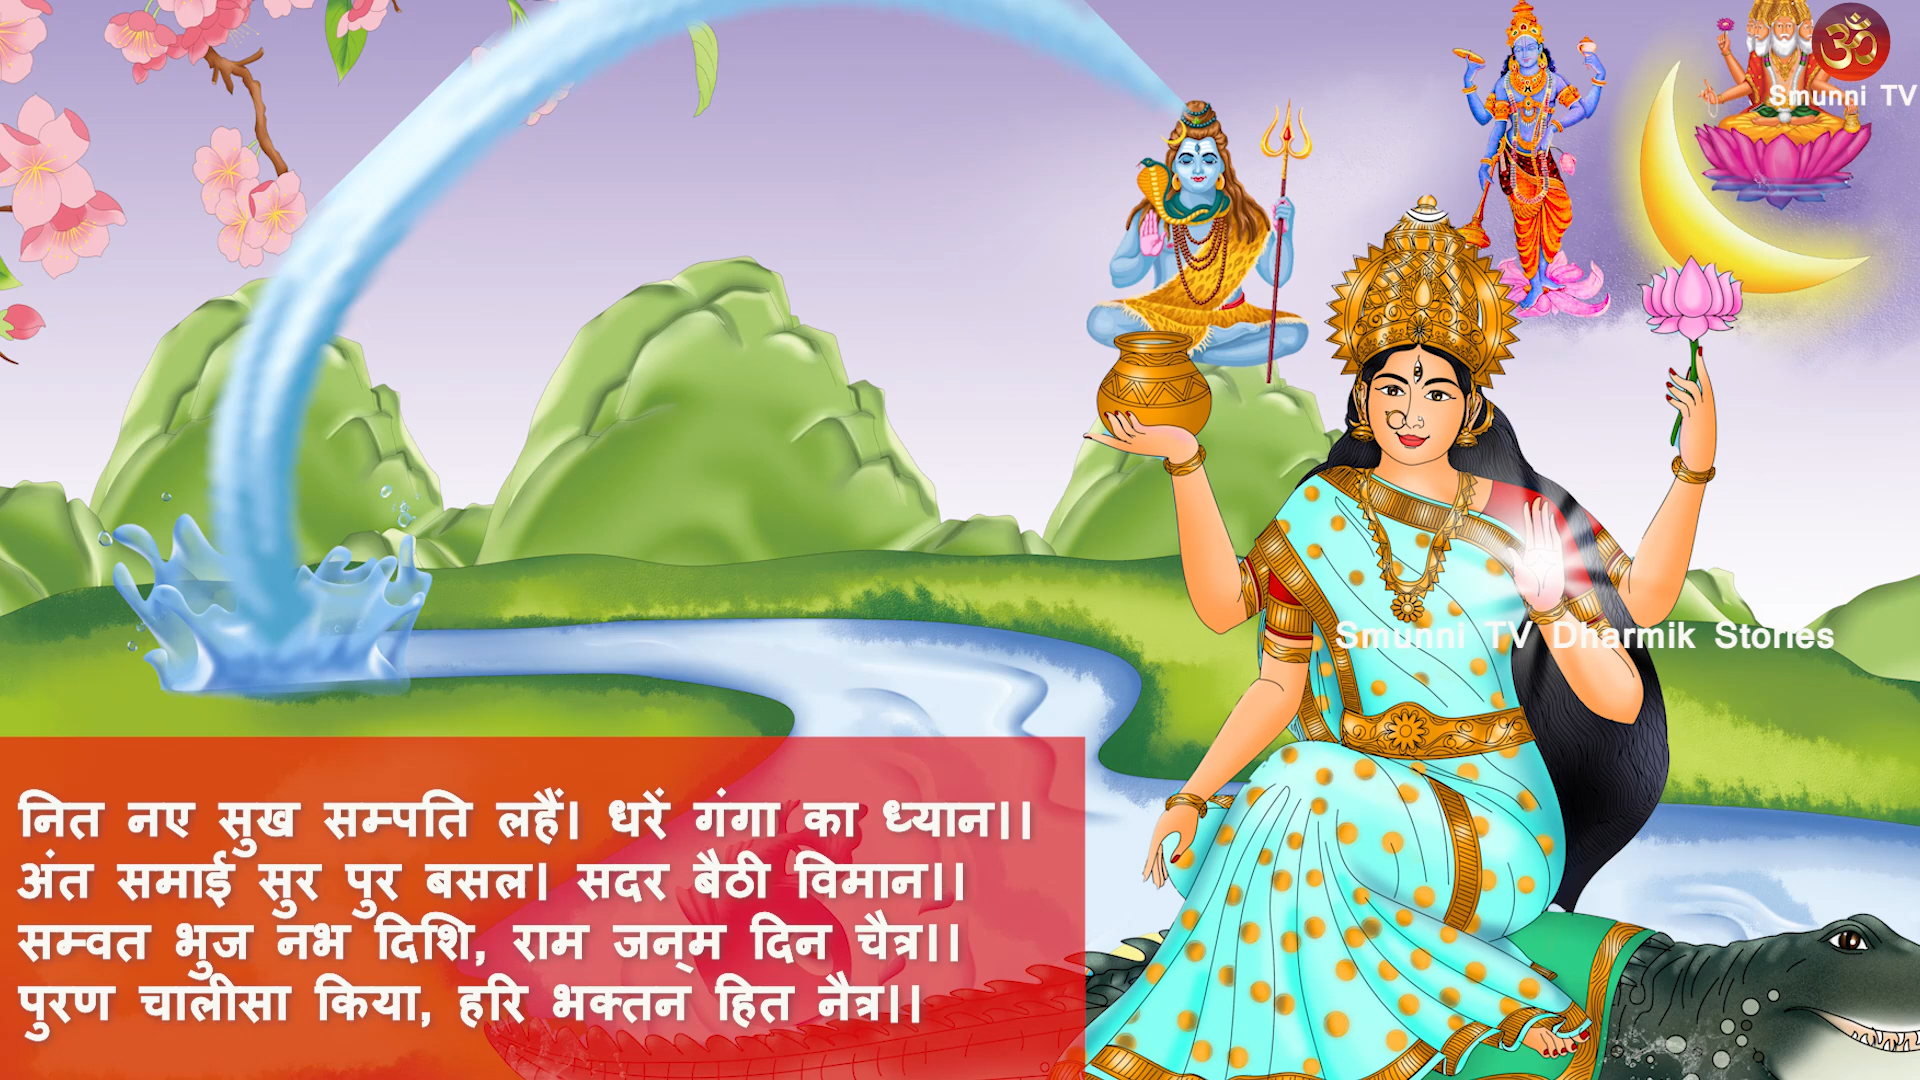 ॐ
Smunni TV
Smunni TV Dharmik Stories
नित नए सुख सम्पति लहैं। धरें गंगा का ध्यान।।
अंत समाई सुर पुर बसल। सदर बैठी विमान।।
सम्वत भुज नभ दिशि, राम जन्म दिन चैत्र।।
पुरण चालीसा किया, हरि भक्तन हित नैत्र।।